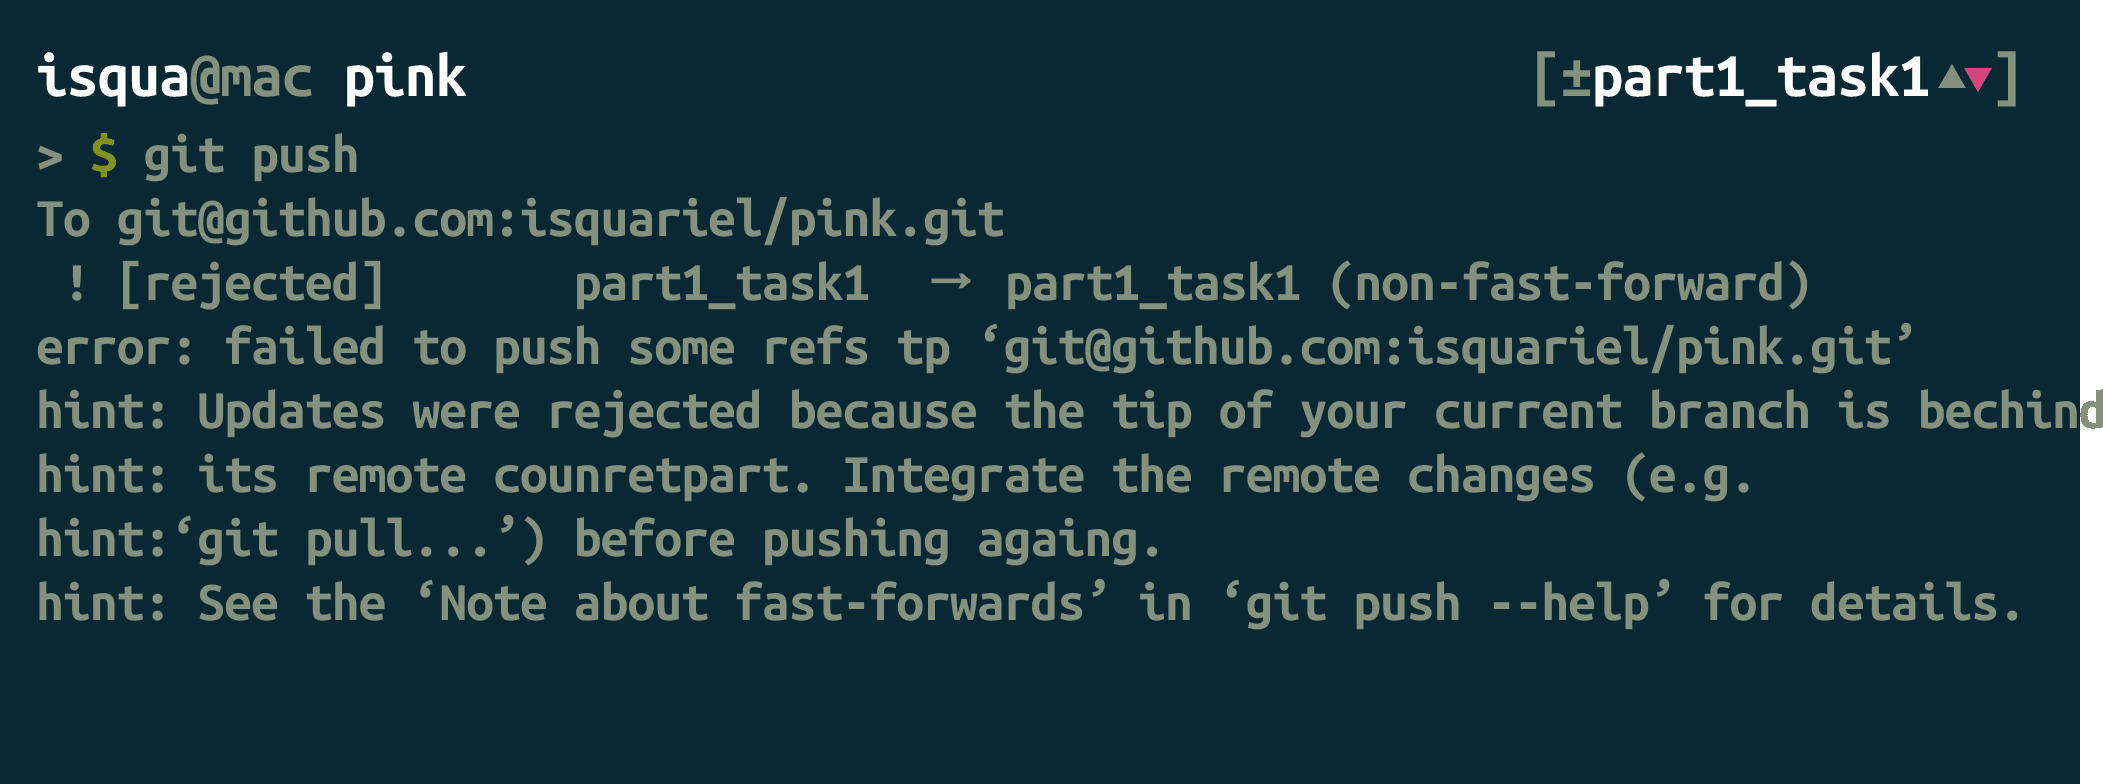 isqua@mac pink [±part1_task1▲▼]
> $ git push
To git@github.com:isquariel/pink.git
! [rejected] part1_task1 → part1_task1 (non-fast-forward)
error: failed to push some refs tp ‘git@github.com:isquariel/pink.git’
hint: Updates were rejected because the tip of your current branch is bechind
hint: its remote counretpart. Integrate the remote changes (e.g.
hint:‘git pull...’) before pushing againg.
hint: See the ‘Note about fast-forwards’ in ‘git push --help’ for details.